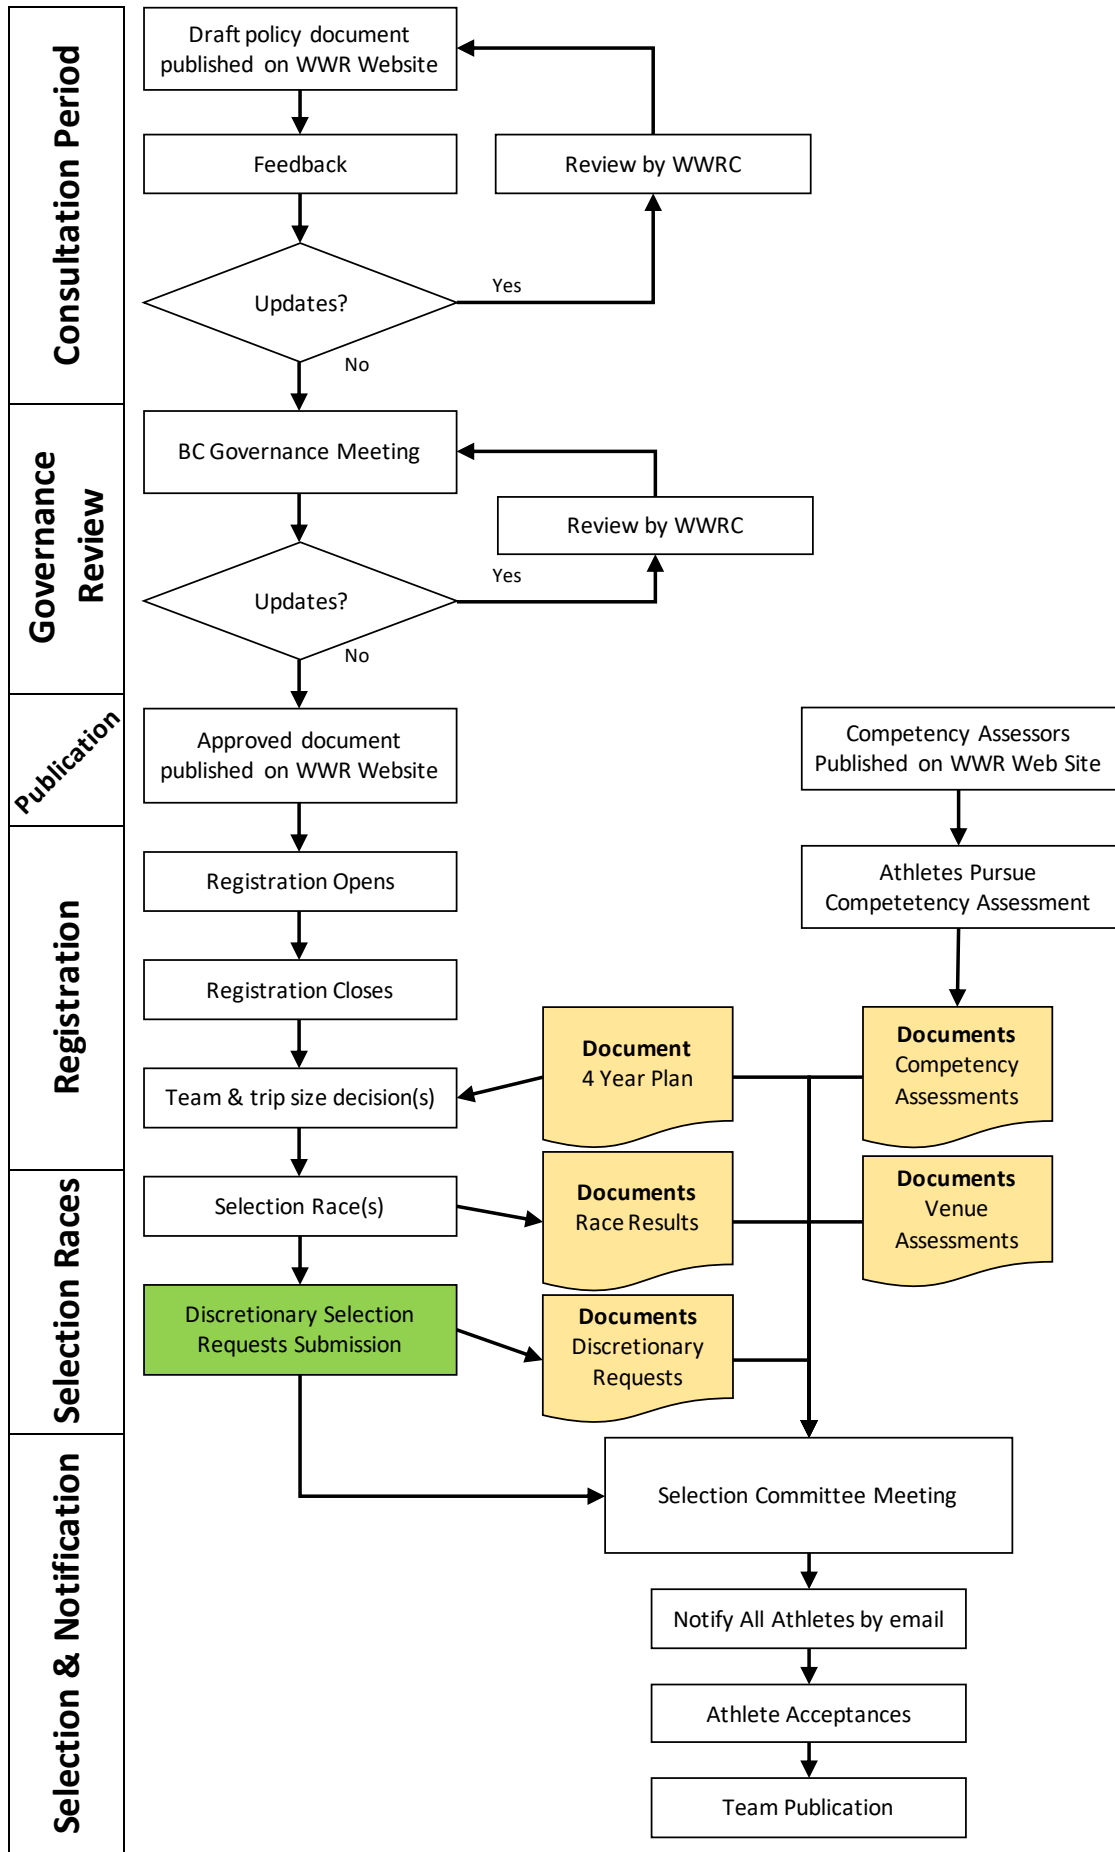 Consultation Period
Draft policy document
published on WWR Website
Feedback
Review by WWRC
Updates?
Yes
No
Governance
Review
BC Governance Meeting
Review by WWRC
Updates?
Yes
No
Publication
Approved document
published on WWR Website
Competency Assessors
Published on WWR Web Site
Registration
Registration Opens
Athletes Pursue
Competetency Assessment
Registration Closes
Team & trip size decision(s)
Document
4 Year Plan
Documents
Competency
Assessments
Selection Races
Selection Race(s)
Documents
Race Results
Documents
Venue
Assessments
Discretionary Selection
Requests Submission
Documents
Discretionary
Requests
Selection & Notification
Selection Committee Meeting
Notify All Athletes by email
Athlete Acceptances
Team Publication